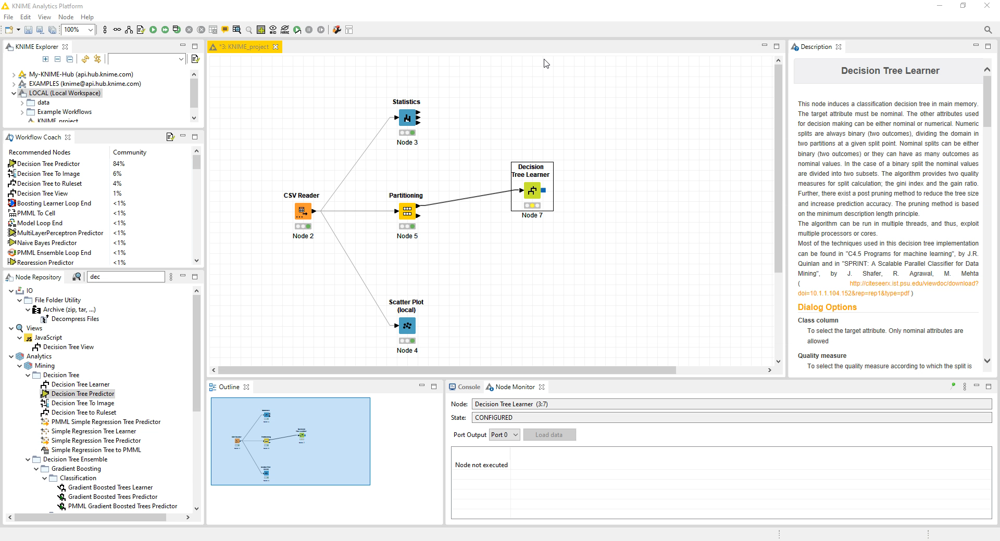 KNIME Analytics Platform
File Edit View Node Help
100%
KNIME Explorer
My-KNIME-Hub (api.hub.knime.com)
EXAMPLES (knime@api.hub.knime.com)
LOCAL (Local Workspace)
data
Example Workflows
KNIME_project
Workflow Coach
Recommended Nodes Community
Decision Tree Predictor 84%
Decision Tree To Image 6%
Decision Tree to Ruleset 4%
Decision Tree View 1%
Boosting Learner Loop End <1%
PMML To Cell <1%
Model Loop End <1%
MultiLayerPerceptron Predictor <1%
Naive Bayes Predictor <1%
PMML Ensemble Loop End <1%
Regression Predictor <1%
Node Repository
dec
IO
File Folder Utility
Archive (zip, tar, ...)
Decompress Files
Views
JavaScript
Decision Tree View
Analytics
Mining
Decision Tree
Decision Tree Learner
Decision Tree Predictor
Decision Tree To Image
Decision Tree to Ruleset
PMML Simple Regression Tree Predictor
Simple Regression Tree Learner
Simple Regression Tree Predictor
Simple Regression Tree to PMML
Decision Tree Ensemble
Gradient Boosting
Classification
Gradient Boosted Trees Learner
Gradient Boosted Trees Predictor
PMML Gradient Boosted Trees Predictor
*3: KNIME_project
Statistics
Node 3
Decision
Tree Learner
Node 7
CSV Reader
Node 2
Partitioning
Node 5
Scatter Plot
(local)
Node 4
Outline
Console Node Monitor
Node: Decision Tree Learner (3:7)
State: CONFIGURED
Port Output Port 0 Load data
Node not executed
Description
Decision Tree Learner
This node induces a classification decision tree in main memory.
The target attribute must be nominal. The other attributes used
for decision making can be either nominal or numerical. Numeric
splits are always binary (two outcomes), dividing the domain in
two partitions at a given split point. Nominal splits can be either
binary (two outcomes) or they can have as many outcomes as
nominal values. In the case of a binary split the nominal values
are divided into two subsets. The algorithm provides two quality
measures for split calculation; the gini index and the gain ratio.
Further, there exist a post pruning method to reduce the tree size
and increase prediction accuracy. The pruning method is based
on the minimum description length principle.
The algorithm can be run in multiple threads, and thus, exploit
multiple processors or cores.
Most of the techniques used in this decision tree implementation
can be found in "C4.5 Programs for machine learning", by J.R.
Quinlan and in "SPRINT: A Scalable Parallel Classifier for Data
Mining", by J. Shafer, R. Agrawal, M. Mehta
( http://citeseerx.ist.psu.edu/viewdoc/download?
doi=10.1.1.104.152&rep=rep1&type=pdf )
Dialog Options
Class column
To select the target attribute. Only nominal attributes are
allowed
Quality measure
To select the quality measure according to which the split is